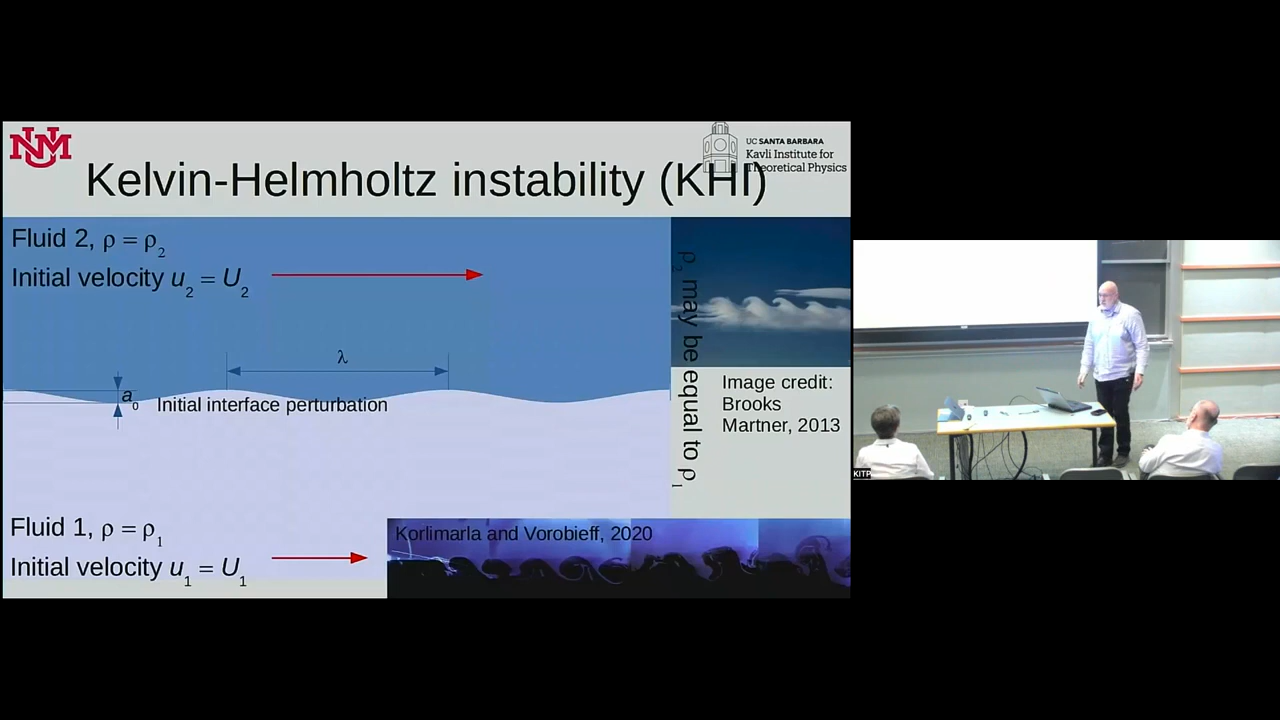 UNM
UC SANTA BARBARA
Kavli Institute for
Theoretical Physics
Kelvin-Helmholtz instability (KHI)
Fluid 2, ρ = ρ₂
Initial velocity u₂ = U₂
λ
a₀
Initial interface perturbation
ρ₂ may be equal to ρ₁
Image credit:
Brooks
Martner, 2013
Fluid 1, ρ = ρ₁
Initial velocity u₁ = U₁
Korlimarla and Vorobieff, 2020
KITP